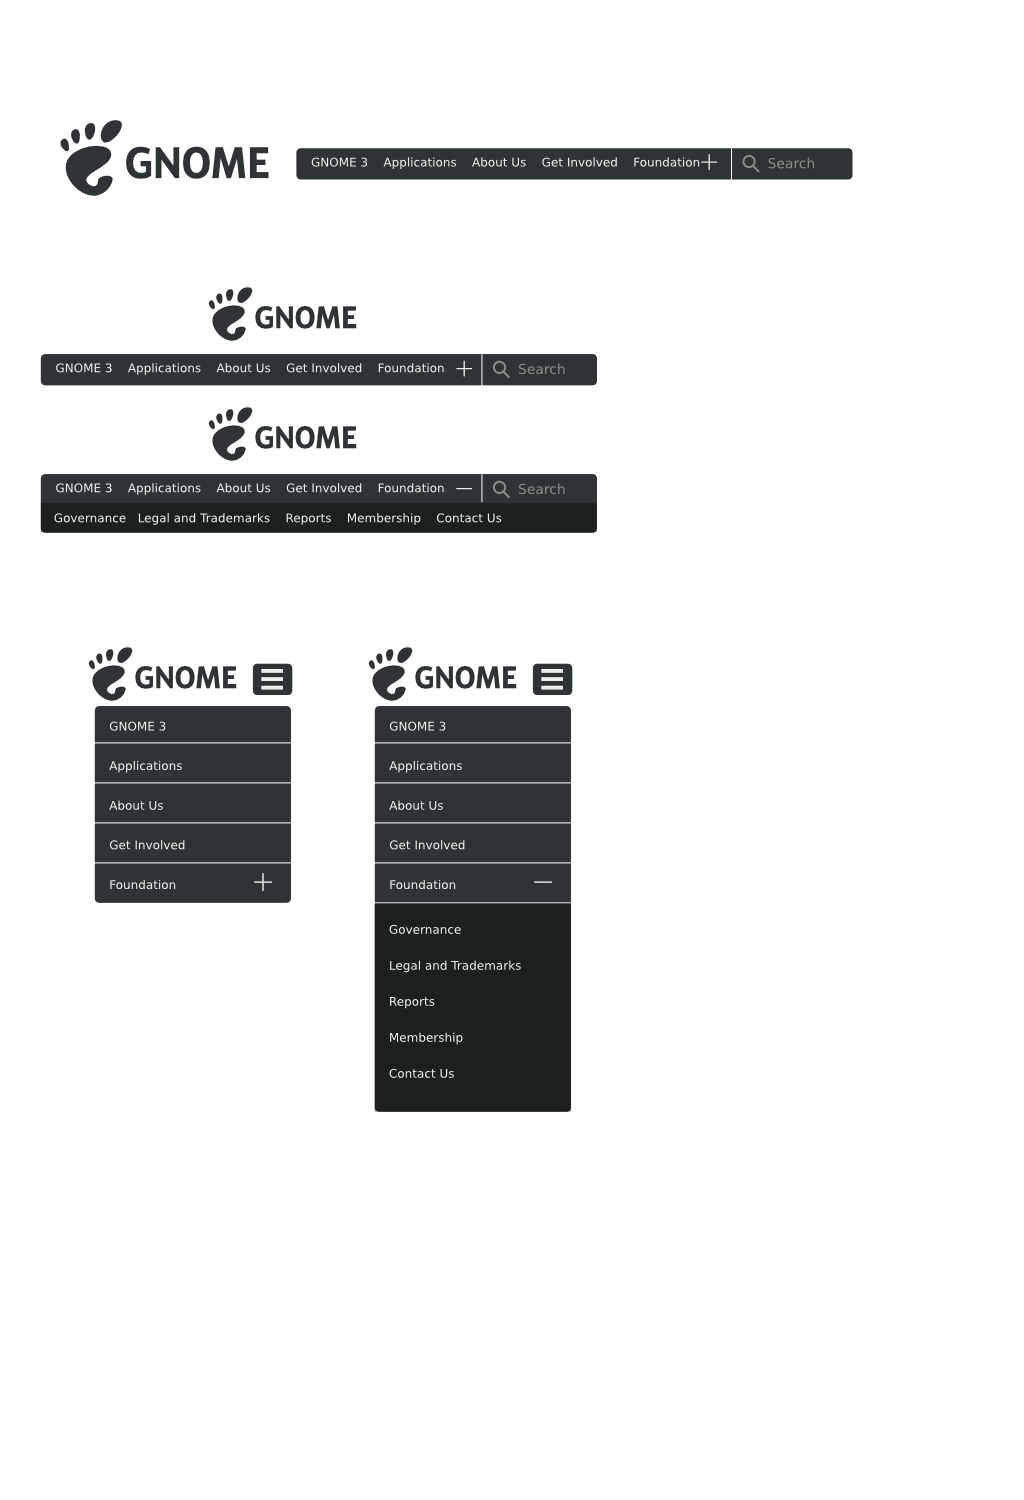 GNOME GNOME 3 Applications About Us Get Involved Foundation Search
GNOME
GNOME 3 Applications About Us Get Involved Foundation Search
GNOME
GNOME 3 Applications About Us Get Involved Foundation Search
Governance Legal and Trademarks Reports Membership Contact Us
GNOME
GNOME 3
Applications
About Us
Get Involved
Foundation
GNOME
GNOME 3
Applications
About Us
Get Involved
Foundation
Governance
Legal and Trademarks
Reports
Membership
Contact Us